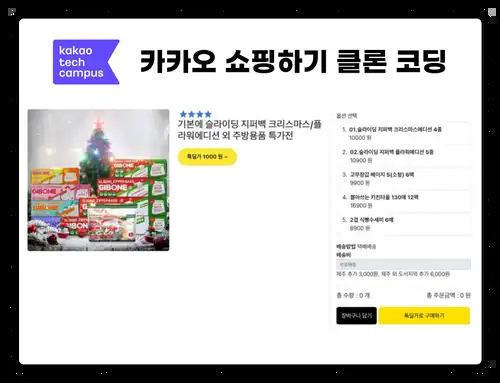 kakao
tech
campus
카카오 쇼핑하기 클론 코딩
기본에 슬라이딩 지퍼백 크리스마스/플
라워에디션 외 주방용품 특가전
톡딜가 1000 원 ~
옵션 선택
1. 01.슬라이딩 지퍼백 크리스마스에디션 4종
10000 원
2. 02.슬라이딩 지퍼백 플라워에디션 5종
10900 원
3. 고무장갑 베이지 S(소형) 6팩
9900 원
4. 뽑아쓰는 키친타올 130매 12팩
16900 원
5. 2겹 식빵수세미 6매
8900 원
배송방법 택배배송
배송비
무료배송
제주 추가 3,000원, 제주 외 도서지역 추가 6,000원
총 수량 : 0 개
총 주문금액 : 0 원
장바구니 담기
톡딜가로 구매하기
GIBONE
GIBONE